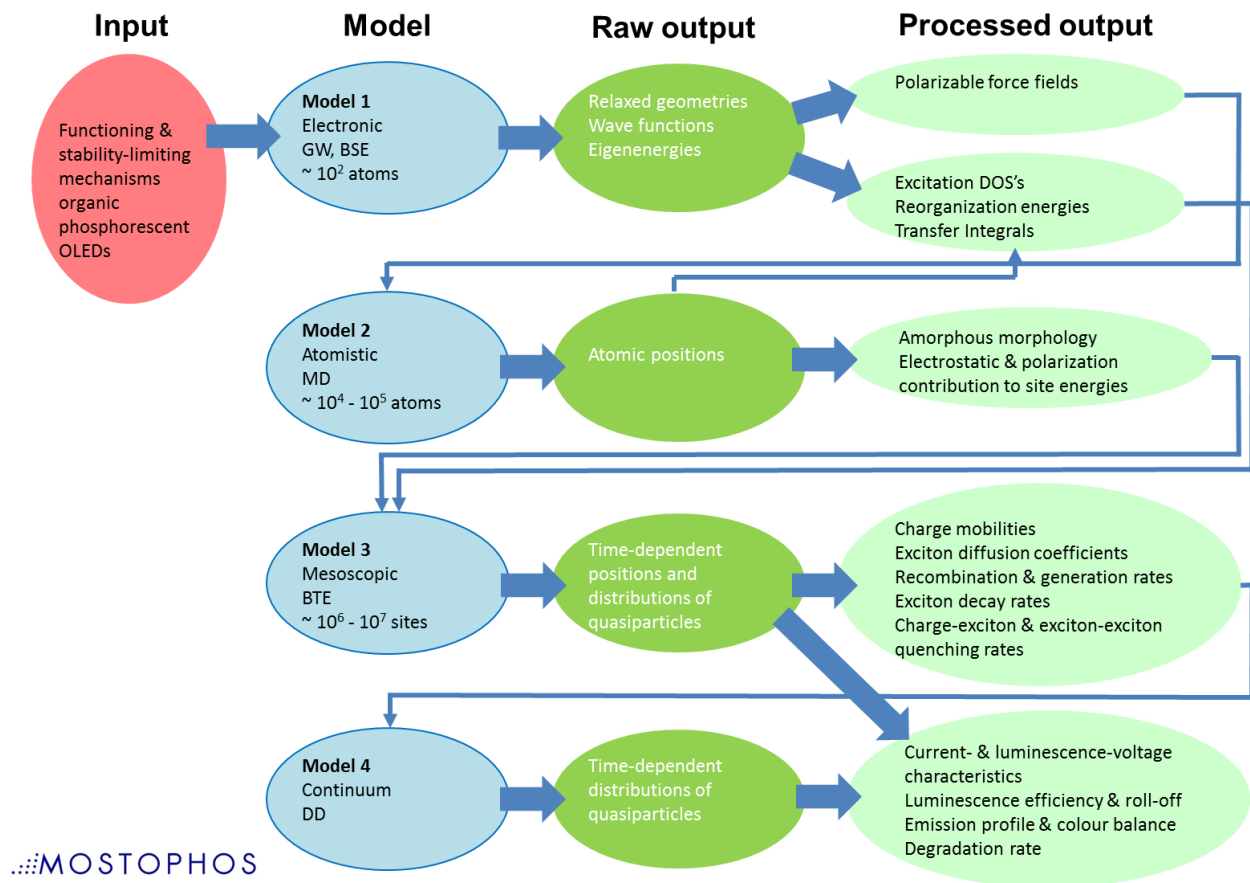 Input
Model
Raw output
Processed output
Functioning &
stability-limiting
mechanisms
organic
phosphorescent
OLEDs
Model 1
Electronic
GW, BSE
~ 10² atoms
Relaxed geometries
Wave functions
Eigenenergies
Polarizable force fields
Excitation DOS's
Reorganization energies
Transfer Integrals
Model 2
Atomistic
MD
~ 10⁴ - 10⁵ atoms
Atomic positions
Amorphous morphology
Electrostatic & polarization
contribution to site energies
Model 3
Mesoscopic
BTE
~ 10⁶ - 10⁷ sites
Time-dependent
positions and
distributions of
quasiparticles
Charge mobilities
Exciton diffusion coefficients
Recombination & generation rates
Exciton decay rates
Charge-exciton & exciton-exciton
quenching rates
Model 4
Continuum
DD
Time-dependent
distributions of
quasiparticles
Current- & luminescence-voltage
characteristics
Luminescence efficiency & roll-off
Emission profile & colour balance
Degradation rate
MOSTOPHOS